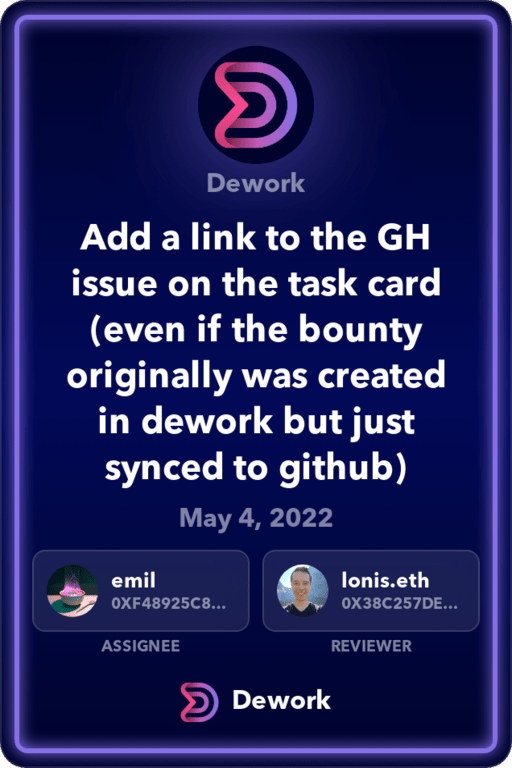 Dework
Add a link to the GH
issue on the task card
(even if the bounty
originally was created
in dework but just
synced to github)
May 4, 2022
emil
0XF48925C8...
ASSIGNEE
lonis.eth
0X38C257DE...
REVIEWER
Dework